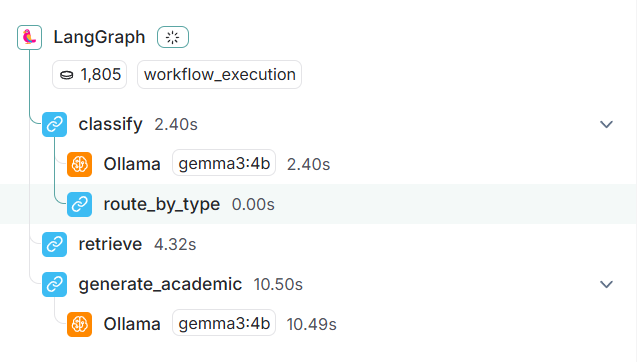 LangGraph
1,805 workflow_execution
classify 2.40s
Ollama gemma3:4b 2.40s
route_by_type 0.00s
retrieve 4.32s
generate_academic 10.50s
Ollama gemma3:4b 10.49s